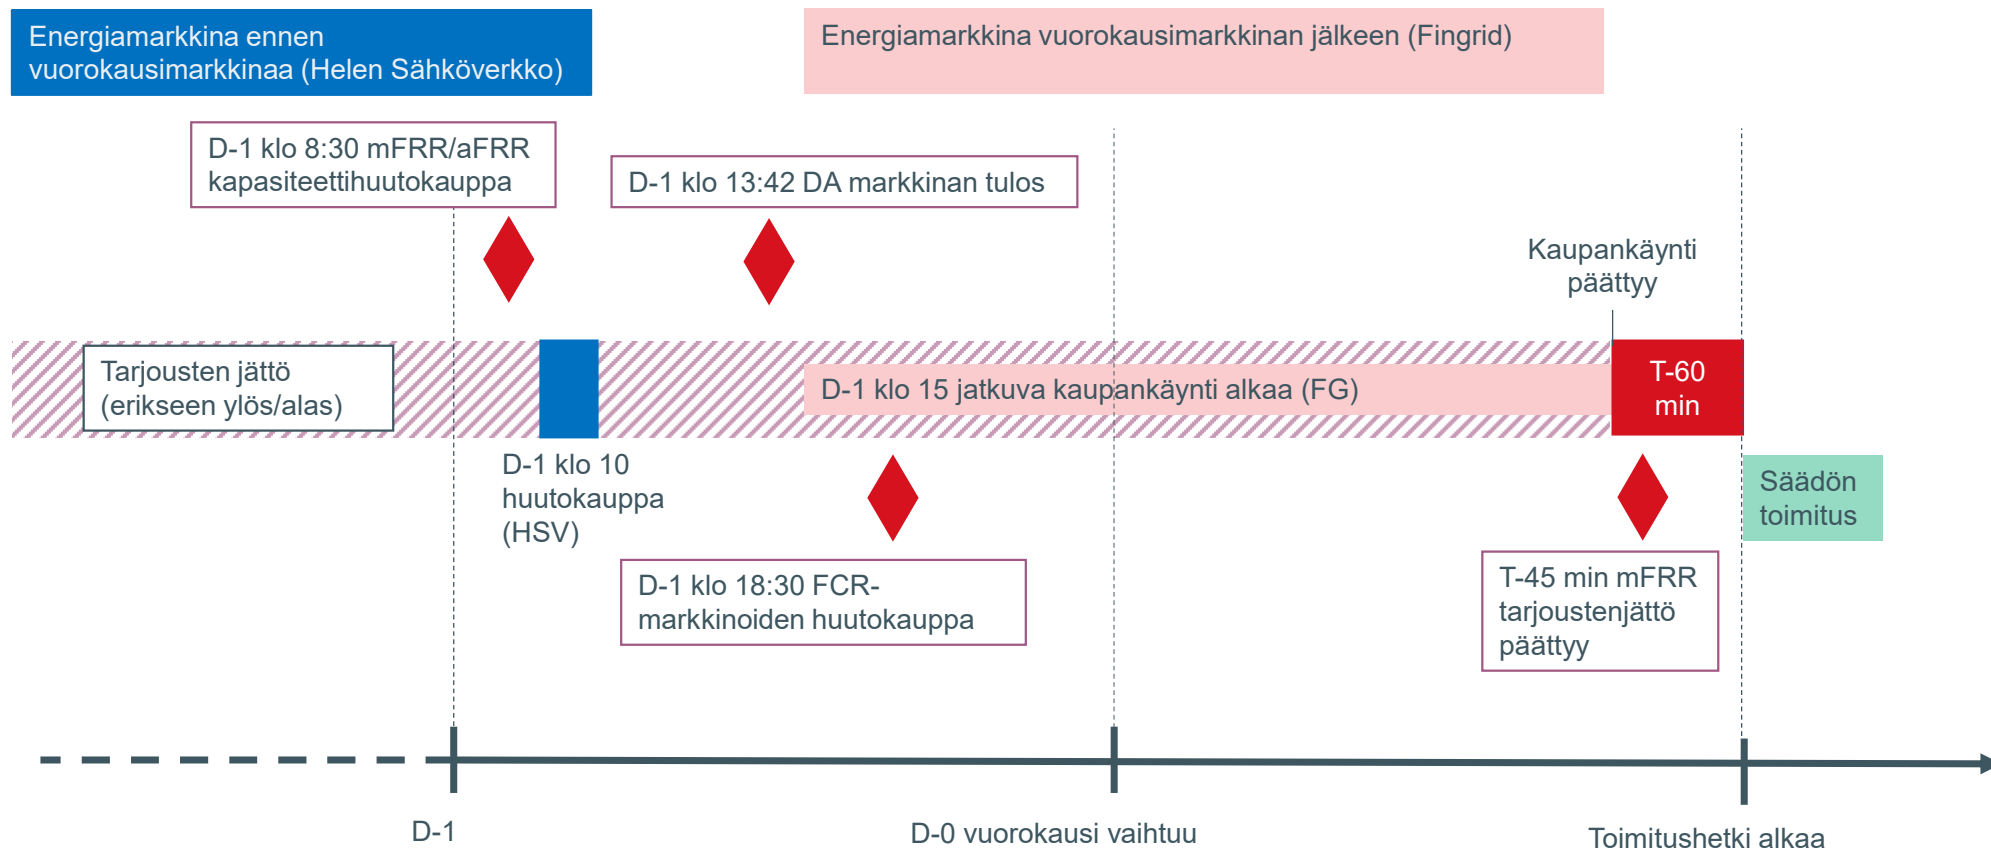 Energiamarkkina ennen
vuorokausimarkkinaa (Helen Sähköverkko)
Energiamarkkina vuorokausimarkkinan jälkeen (Fingrid)
D-1 klo 8:30 mFRR/aFRR
kapasiteettihuutokauppa
D-1 klo 13:42 DA markkinan tulos
Kaupankäynti
päättyy
Tarjousten jättö
(erikseen ylös/alas)
D-1 klo 15 jatkuva kaupankäynti alkaa (FG)
T-60
min
D-1 klo 10
huutokauppa
(HSV)
Säädön
toimitus
D-1 klo 18:30 FCR-
markkinoiden huutokauppa
T-45 min mFRR
tarjoustenjättö
päättyy
D-1
D-0 vuorokausi vaihtuu
Toimitushetki alkaa